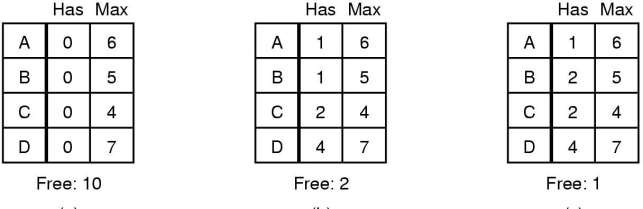 Has Max
A 0 6
B 0 5
C 0 4
D 0 7
Free: 10
Has Max
A 1 6
B 1 5
C 2 4
D 4 7
Free: 2
Has Max
A 1 6
B 2 5
C 2 4
D 4 7
Free: 1